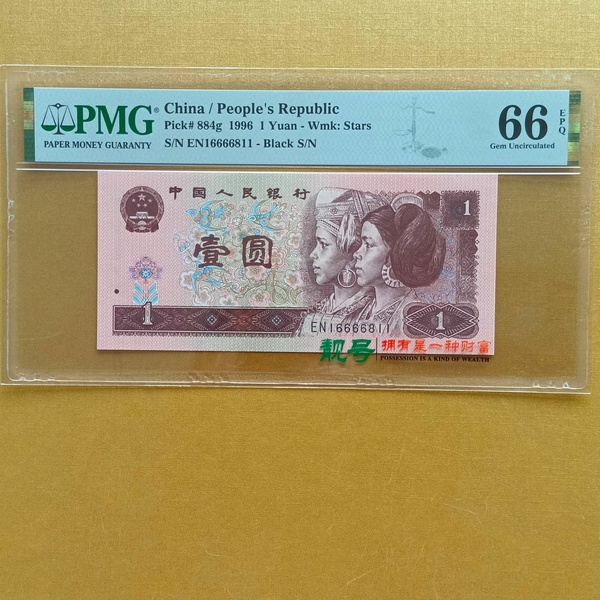 PMG®
PAPER MONEY GUARANTY
China / People's Republic
Pick# 884g 1996 1 Yuan - Wmk: Stars
S/N EN16666811 - Black S/N
66
EPQ
Gem Uncirculated
中国人民银行
1
壹圆
1
1
EN16666811
靓号
拥有是一种财富
POSSESSION IS A KIND OF WEALTH